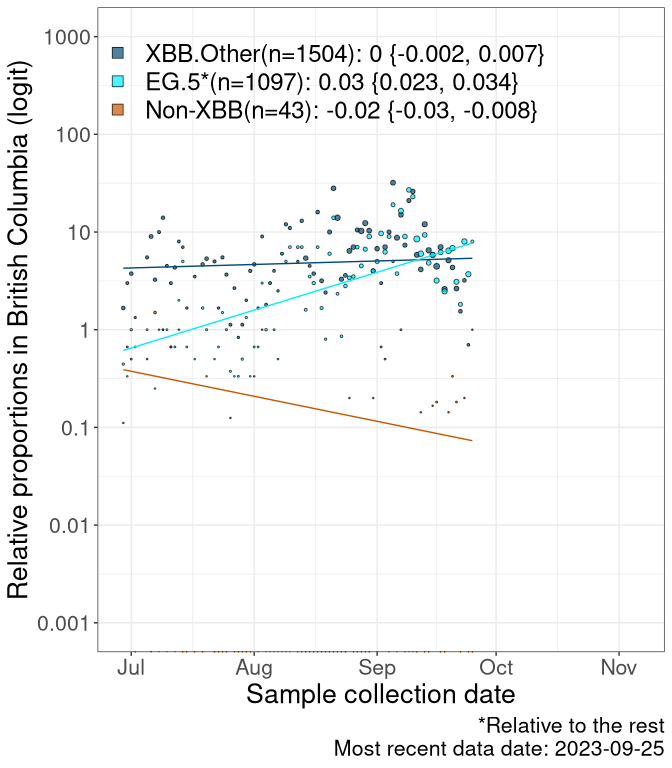 Relative proportions in British Columbia (logit)
1000
100
10
1
0.1
0.01
0.001
XBB.Other(n=1504): 0 {-0.002, 0.007}
EG.5*(n=1097): 0.03 {0.023, 0.034}
Non-XBB(n=43): -0.02 {-0.03, -0.008}
Jul Aug Sep Oct Nov
Sample collection date
*Relative to the rest
Most recent data date: 2023-09-25